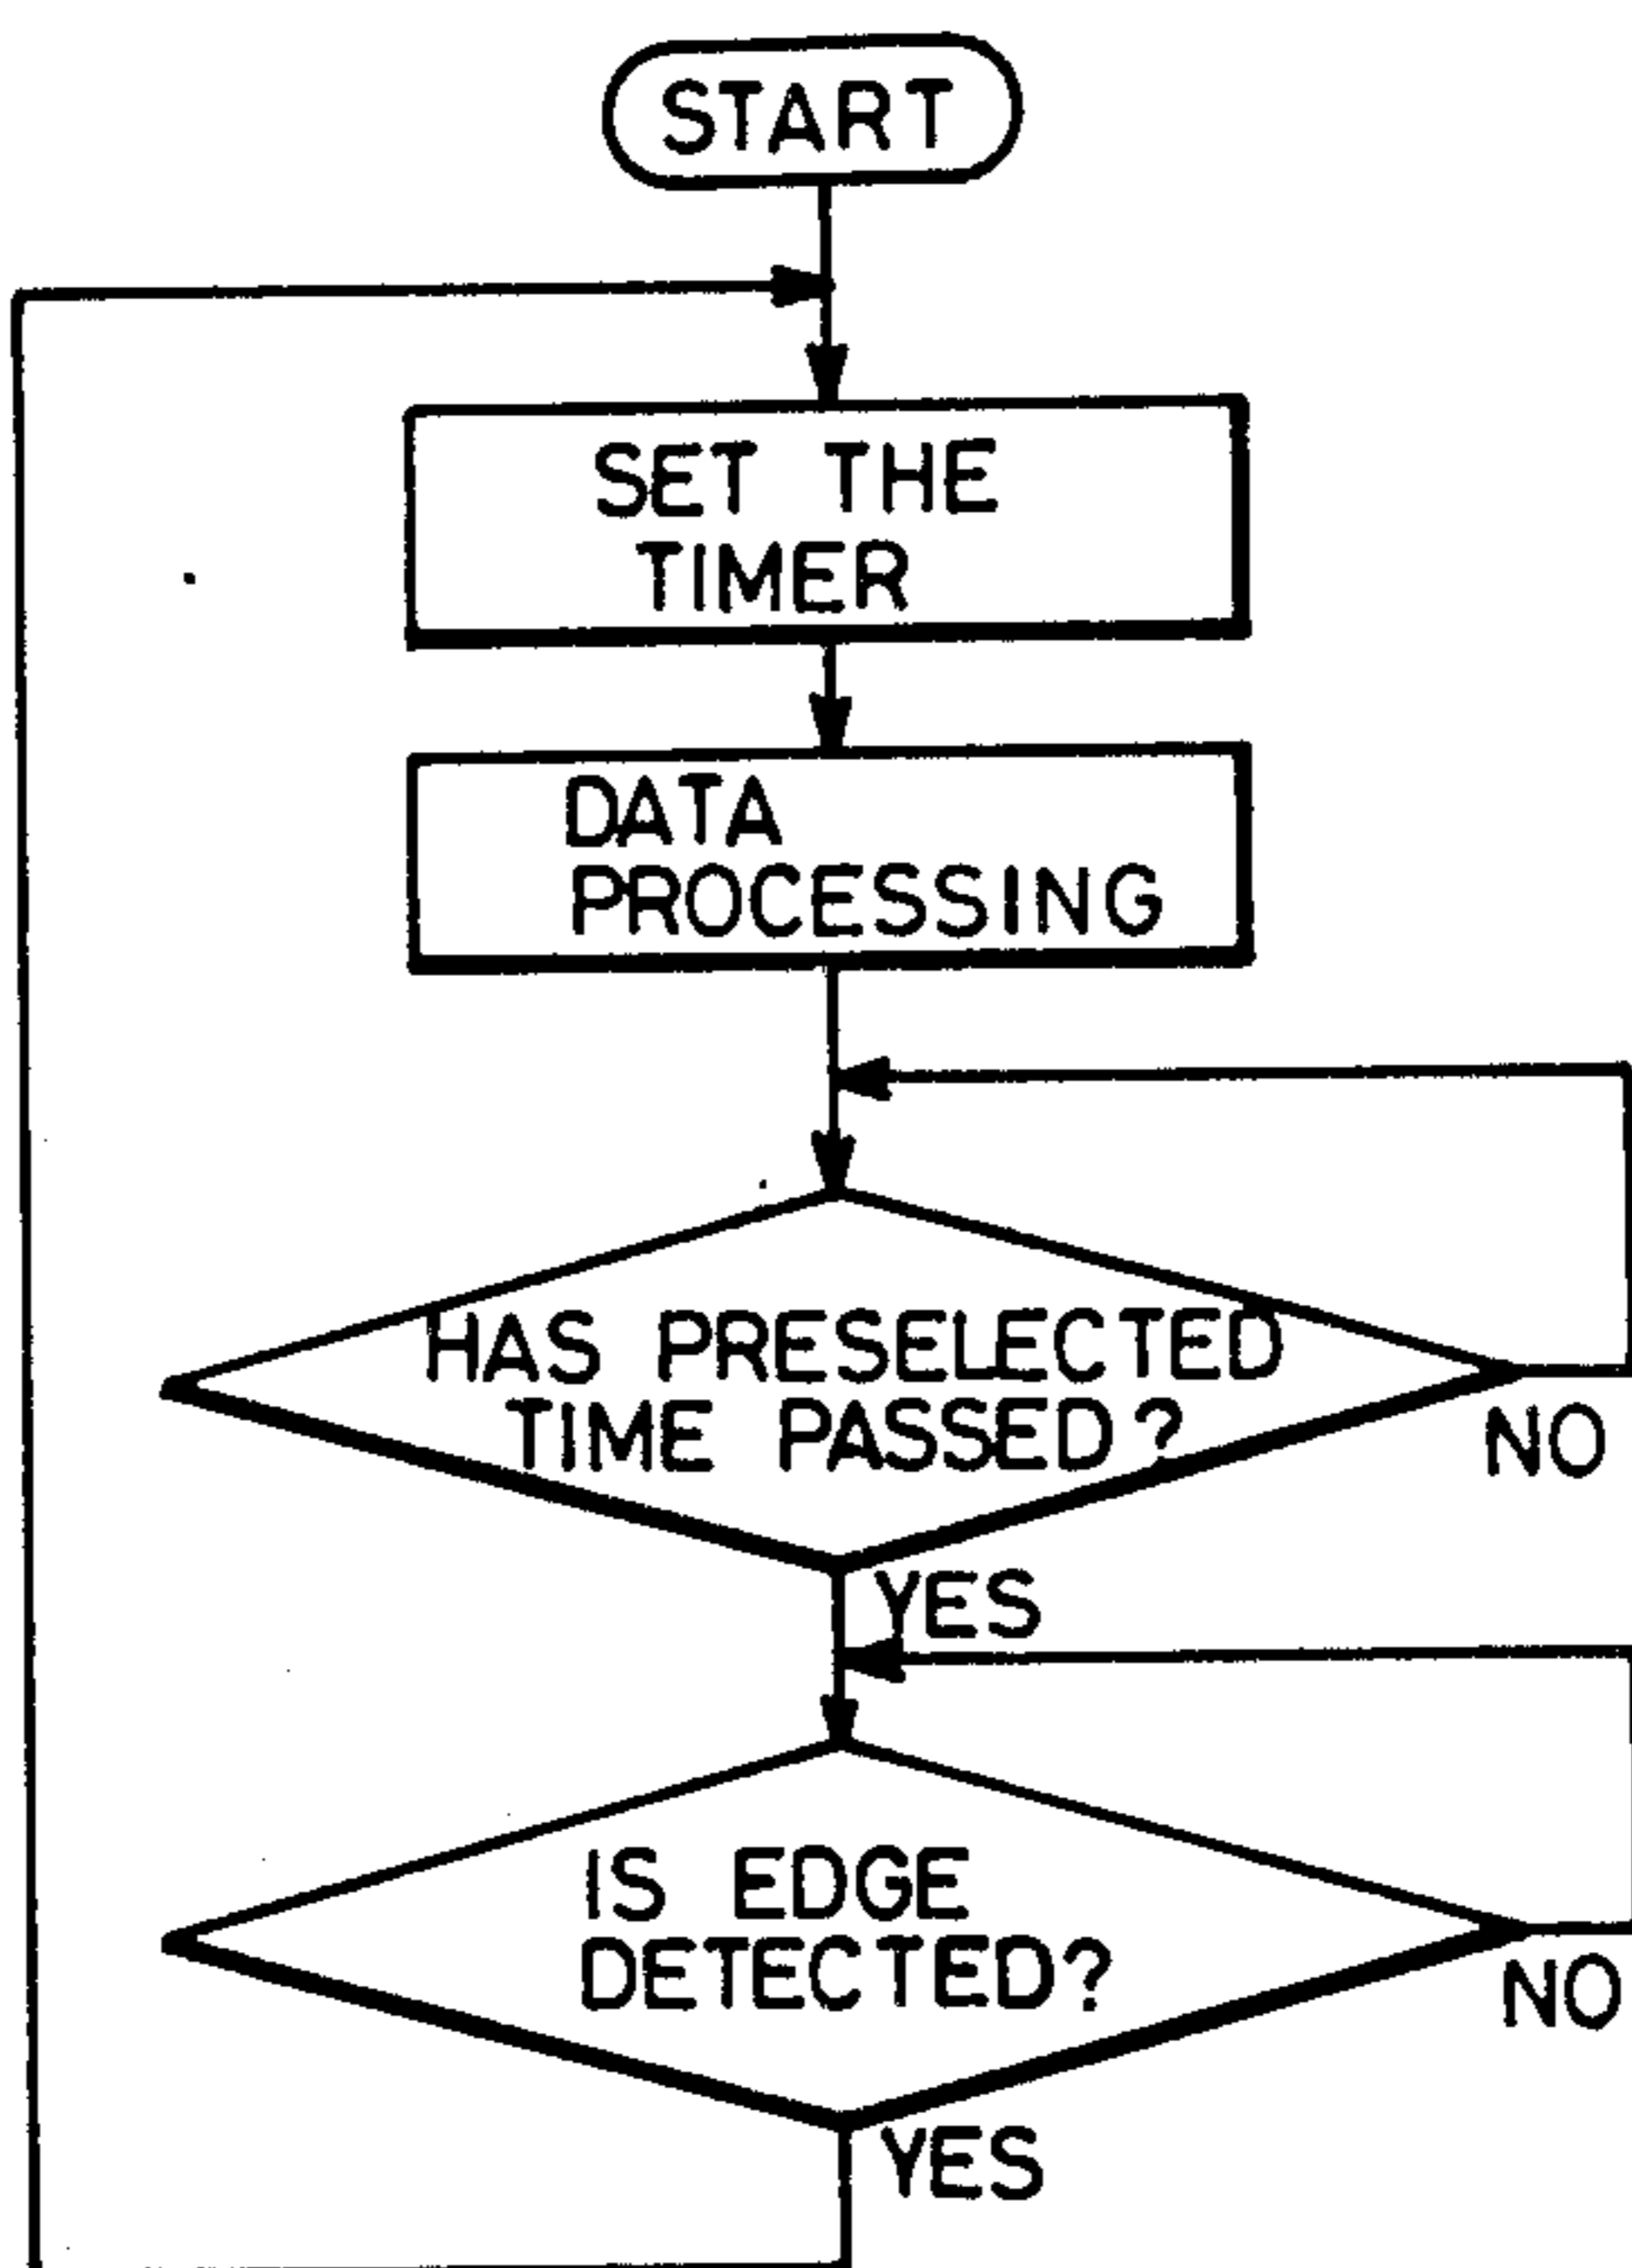 START
SET THE
TIMER
DATA
PROCESSING
HAS PRESELECTED
TIME PASSED?
NO
YES
IS EDGE
DETECTED?
NO
YES